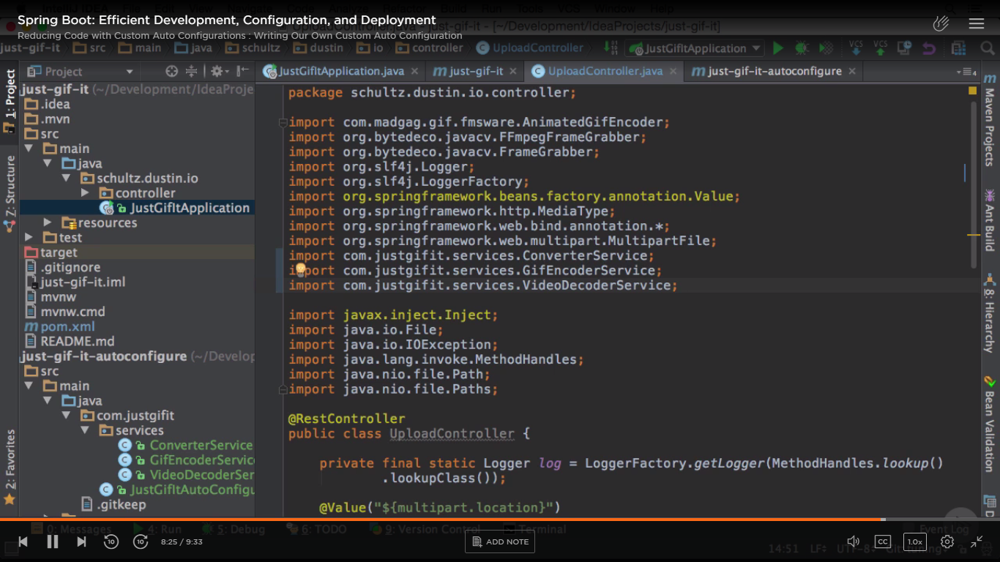 Spring Boot: Efficient Development, Configuration, and Deployment
Reducing Code with Custom Auto Configurations : Writing Our Own Custom Auto Configuration
- [~/Development/IdeaProjects/just-gif-it]
just-gif-it src main java schultz dustin io controller UploadController JustGifItApplication VCS VCS
Project
JustGifItApplication.java × just-gif-it × UploadController.java × just-gif-it-autoconfigure ×
1: Project
Z: Structure
2: Favorites
just-gif-it (~/Development/IdeaProje
.idea
.mvn
src
main
java
schultz.dustin.io
controller
JustGifItApplication
resources
test
target
.gitignore
just-gif-it.iml
mvnw
mvnw.cmd
pom.xml
README.md
just-gif-it-autoconfigure (~/Develop
src
main
java
com.justgifit
services
ConverterService
GifEncoderServic
VideoDecoderSer
JustGifItAutoConfigu
.gitkeep
package schultz.dustin.io.controller;
import com.madgag.gif.fmsware.AnimatedGifEncoder;
import org.bytedeco.javacv.FFmpegFrameGrabber;
import org.bytedeco.javacv.FrameGrabber;
import org.slf4j.Logger;
import org.slf4j.LoggerFactory;
import org.springframework.beans.factory.annotation.Value;
import org.springframework.http.MediaType;
import org.springframework.web.bind.annotation.*;
import org.springframework.web.multipart.MultipartFile;
import com.justgifit.services.ConverterService;
import com.justgifit.services.GifEncoderService;
import com.justgifit.services.VideoDecoderService;
import javax.inject.Inject;
import java.io.File;
import java.io.IOException;
import java.lang.invoke.MethodHandles;
import java.nio.file.Path;
import java.nio.file.Paths;
@RestController
public class UploadController {
private final static Logger log = LoggerFactory.getLogger(MethodHandles.lookup()
.lookupClass());
@Value("${multipart.location}")
Maven Projects
Ant Build
8: Hierarchy
Bean Validation
0: Messages 4: Run 5: Debug 6: TODO 9: Version Control Terminal Event Log
10 10 8:25 / 9:33 ADD NOTE CC 1.0x
14:51 LF÷ UTF-8÷